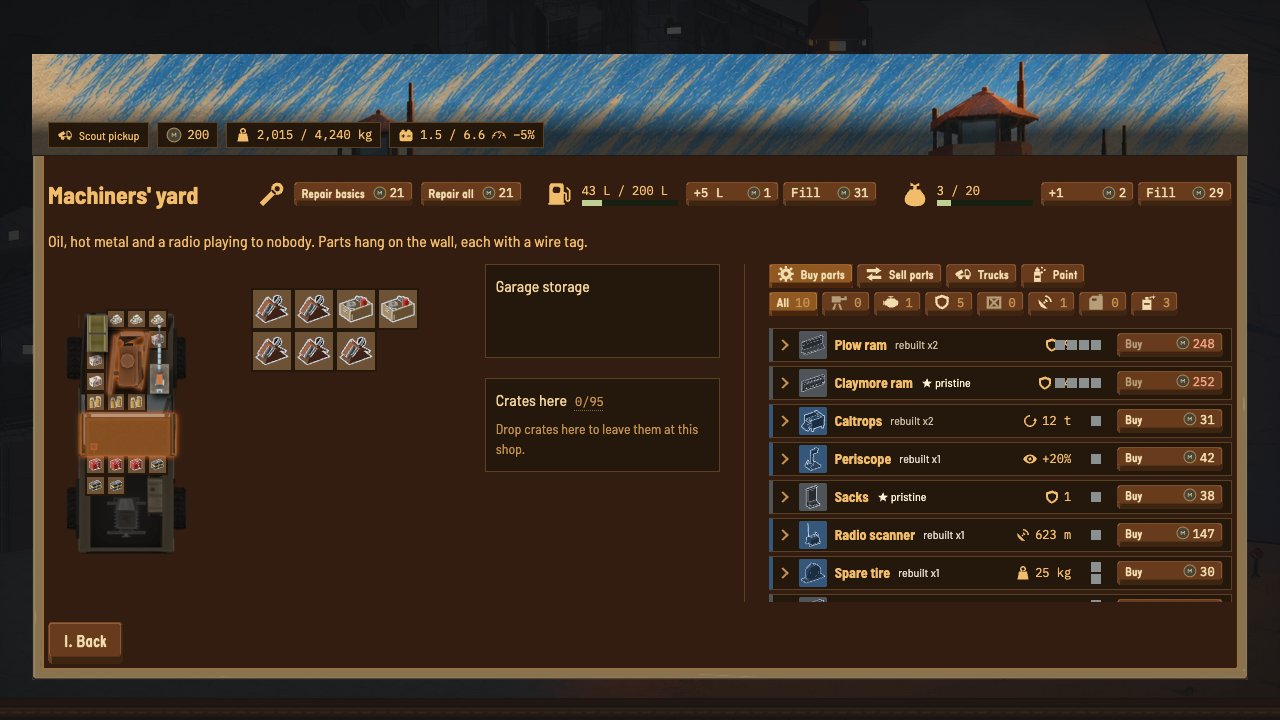 Scout pickup
M 200
2,015 / 4,240 kg
1.5 / 6.6 -5%
Machiners' yard
Repair basics M 21
Repair all M 21
43 L / 200 L
+5 L M 1
Fill M 31
3 / 20
+1 M 2
Fill M 29
Oil, hot metal and a radio playing to nobody. Parts hang on the wall, each with a wire tag.
Garage storage
Crates here 0/95
Drop crates here to leave them at this
shop.
Buy parts
Sell parts
Trucks
Paint
All 10
0
1
5
0
1
0
3
Plow ram rebuilt x2 Buy M 248
Claymore ram pristine Buy M 252
Caltrops rebuilt x2 12 t Buy M 31
Periscope rebuilt x1 +20% Buy M 42
Sacks pristine 1 Buy M 38
Radio scanner rebuilt x1 623 m Buy M 147
Spare tire rebuilt x1 25 kg Buy M 30
1. Back